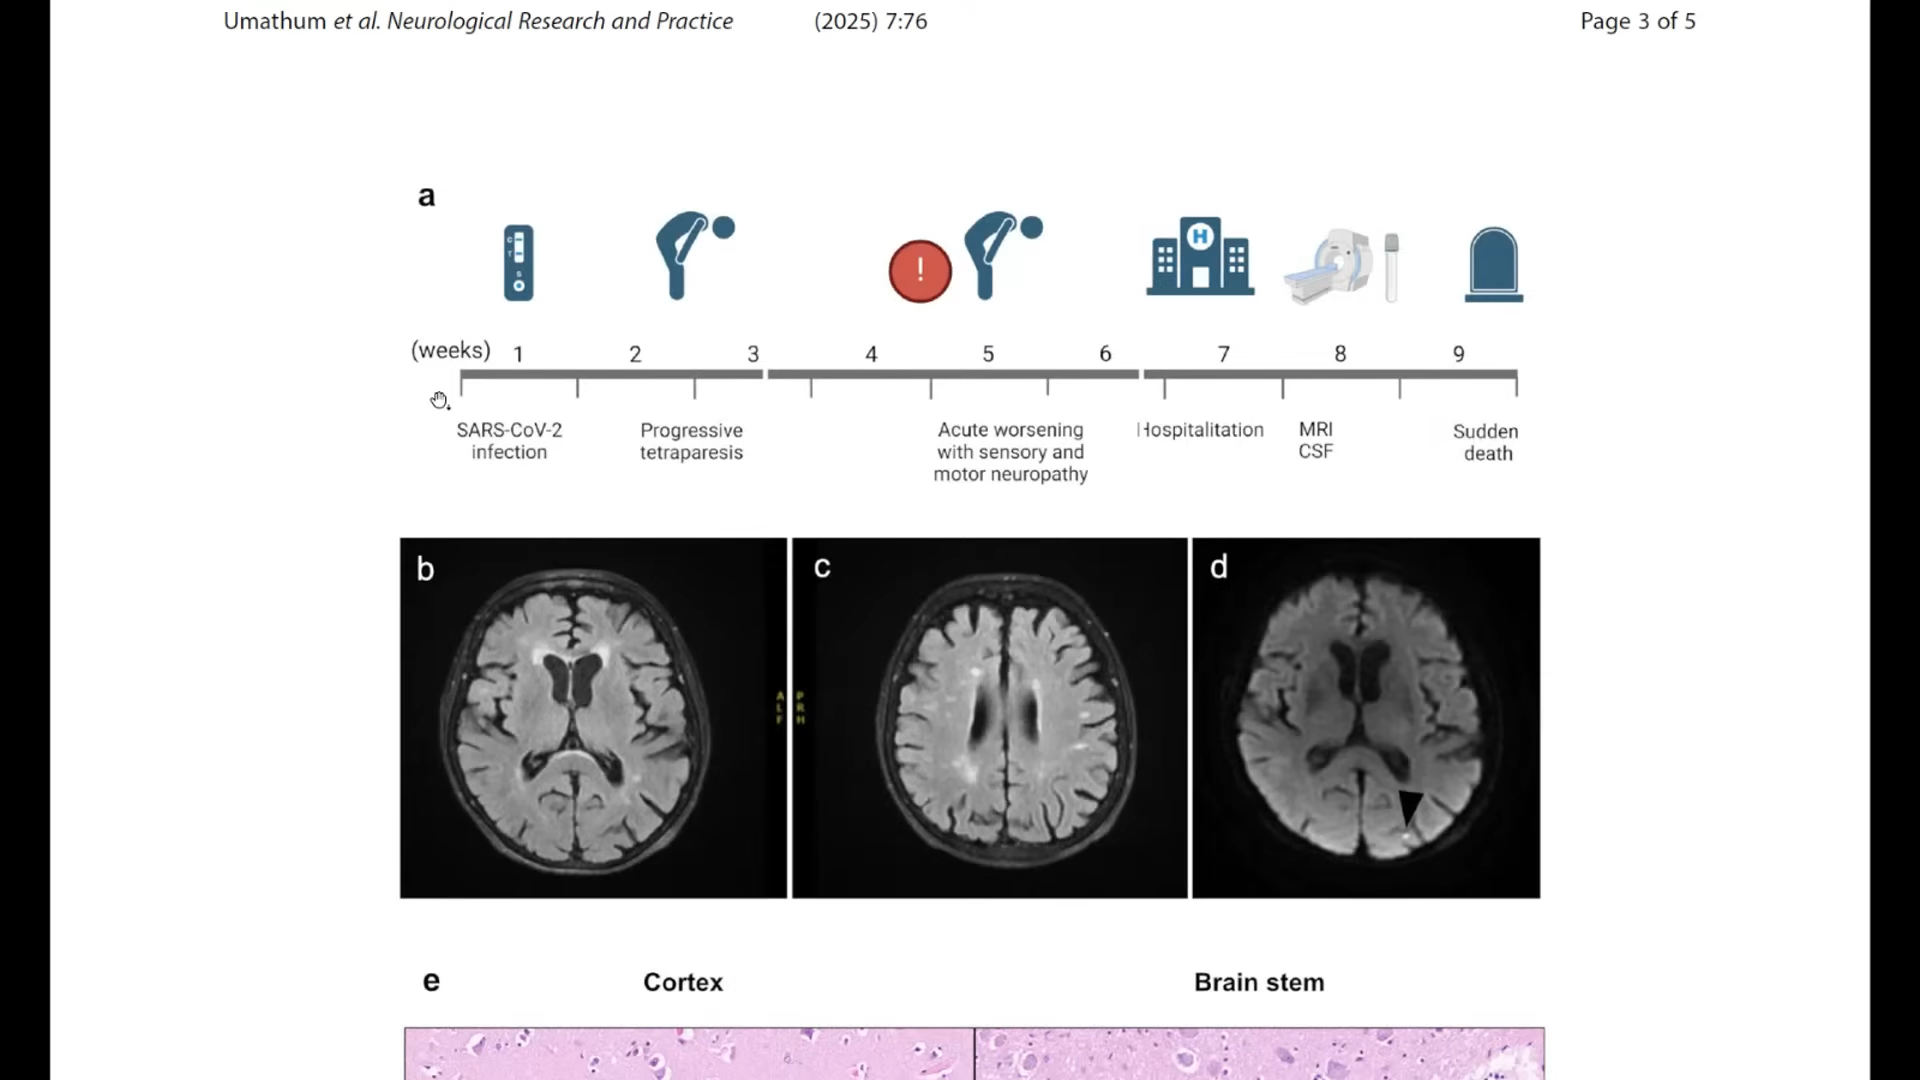 Umathum et al. Neurological Research and Practice (2025) 7:76 Page 3 of 5
a
C
T
S
!
H
(weeks) 1 2 3 4 5 6 7 8 9
SARS-CoV-2
infection
Progressive
tetraparesis
Acute worsening
with sensory and
motor neuropathy
Hospitalitation
MRI
CSF
Sudden
death
b
c
d
A
L
F
P
R
H
e Cortex Brain stem